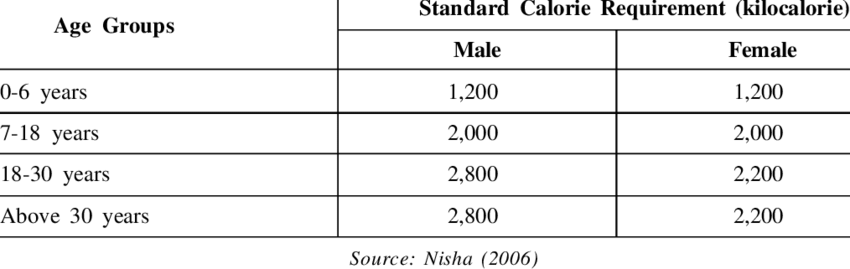 Standard Calorie Requirement (kilocalorie)
Age Groups
Male Female
0-6 years 1,200 1,200
7-18 years 2,000 2,000
18-30 years 2,800 2,200
Above 30 years 2,800 2,200
Source: Nisha (2006)